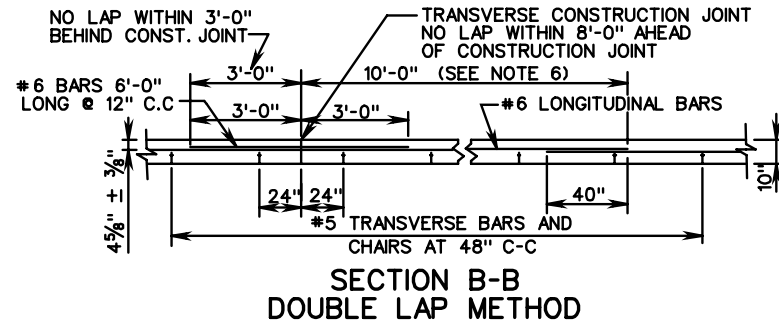 NO LAP WITHIN 3'-0"
BEHIND CONST. JOINT
TRANSVERSE CONSTRUCTION JOINT
NO LAP WITHIN 8'-0" AHEAD
OF CONSTRUCTION JOINT
3'-0"
10'-0" (SEE NOTE 6)
#6 BARS 6'-0"
LONG @ 12" C.C
3'-0"
3'-0"
#6 LONGITUDINAL BARS
4 5/8" ± 3/8"
10"
24"
24"
40"
#5 TRANSVERSE BARS AND
CHAIRS AT 48" C-C
SECTION B-B
DOUBLE LAP METHOD